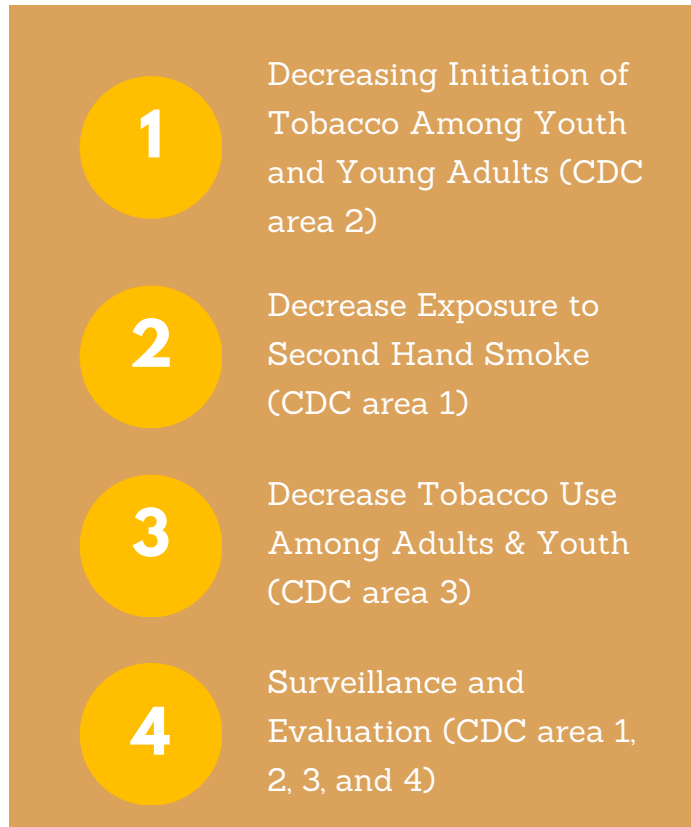 1
Decreasing Initiation of
Tobacco Among Youth
and Young Adults (CDC
area 2)
2
Decrease Exposure to
Second Hand Smoke
(CDC area 1)
3
Decrease Tobacco Use
Among Adults & Youth
(CDC area 3)
4
Surveillance and
Evaluation (CDC area 1,
2, 3, and 4)